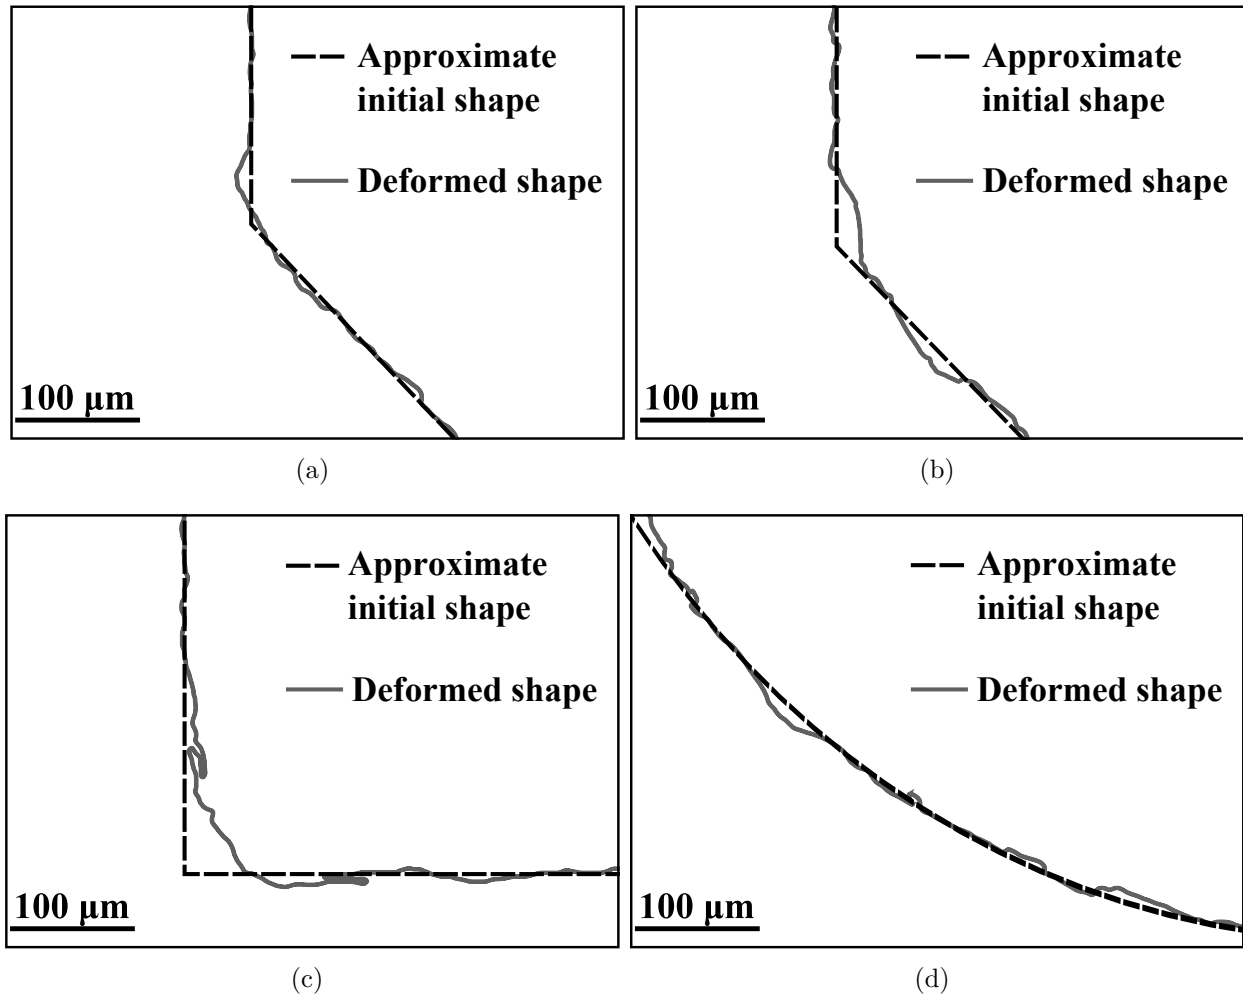 Approximate
initial shape
Deformed shape
100 µm
(a)
Approximate
initial shape
Deformed shape
100 µm
(b)
Approximate
initial shape
Deformed shape
100 µm
(c)
Approximate
initial shape
Deformed shape
100 µm
(d)